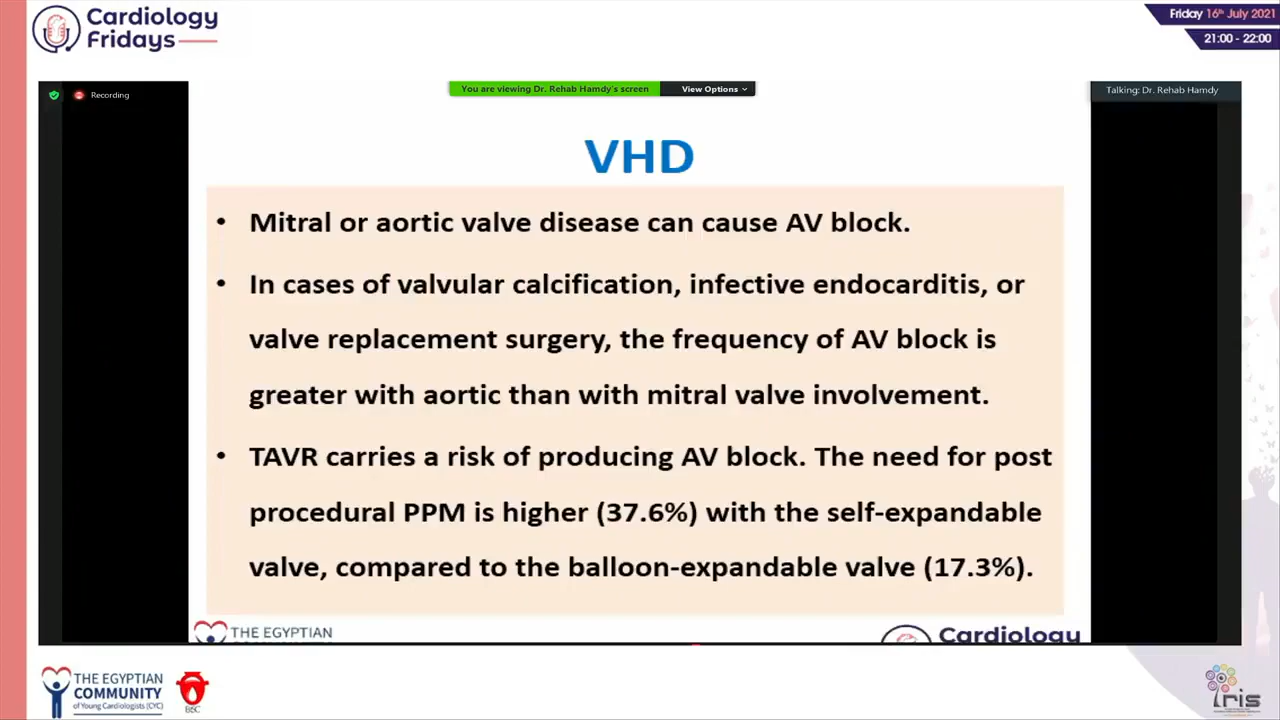 Cardiology
Fridays
Friday 16th July 2021
21:00 - 22:00
Recording
You are viewing Dr. Rehab Hamdy's screen
View Options
Talking: Dr. Rehab Hamdy
VHD
• Mitral or aortic valve disease can cause AV block.
• In cases of valvular calcification, infective endocarditis, or
valve replacement surgery, the frequency of AV block is
greater with aortic than with mitral valve involvement.
• TAVR carries a risk of producing AV block. The need for post
procedural PPM is higher (37.6%) with the self-expandable
valve, compared to the balloon-expandable valve (17.3%).
THE EGYPTIAN
Cardiology
THE EGYPTIAN
COMMUNITY
of Young Cardiologists (CYC)
iris